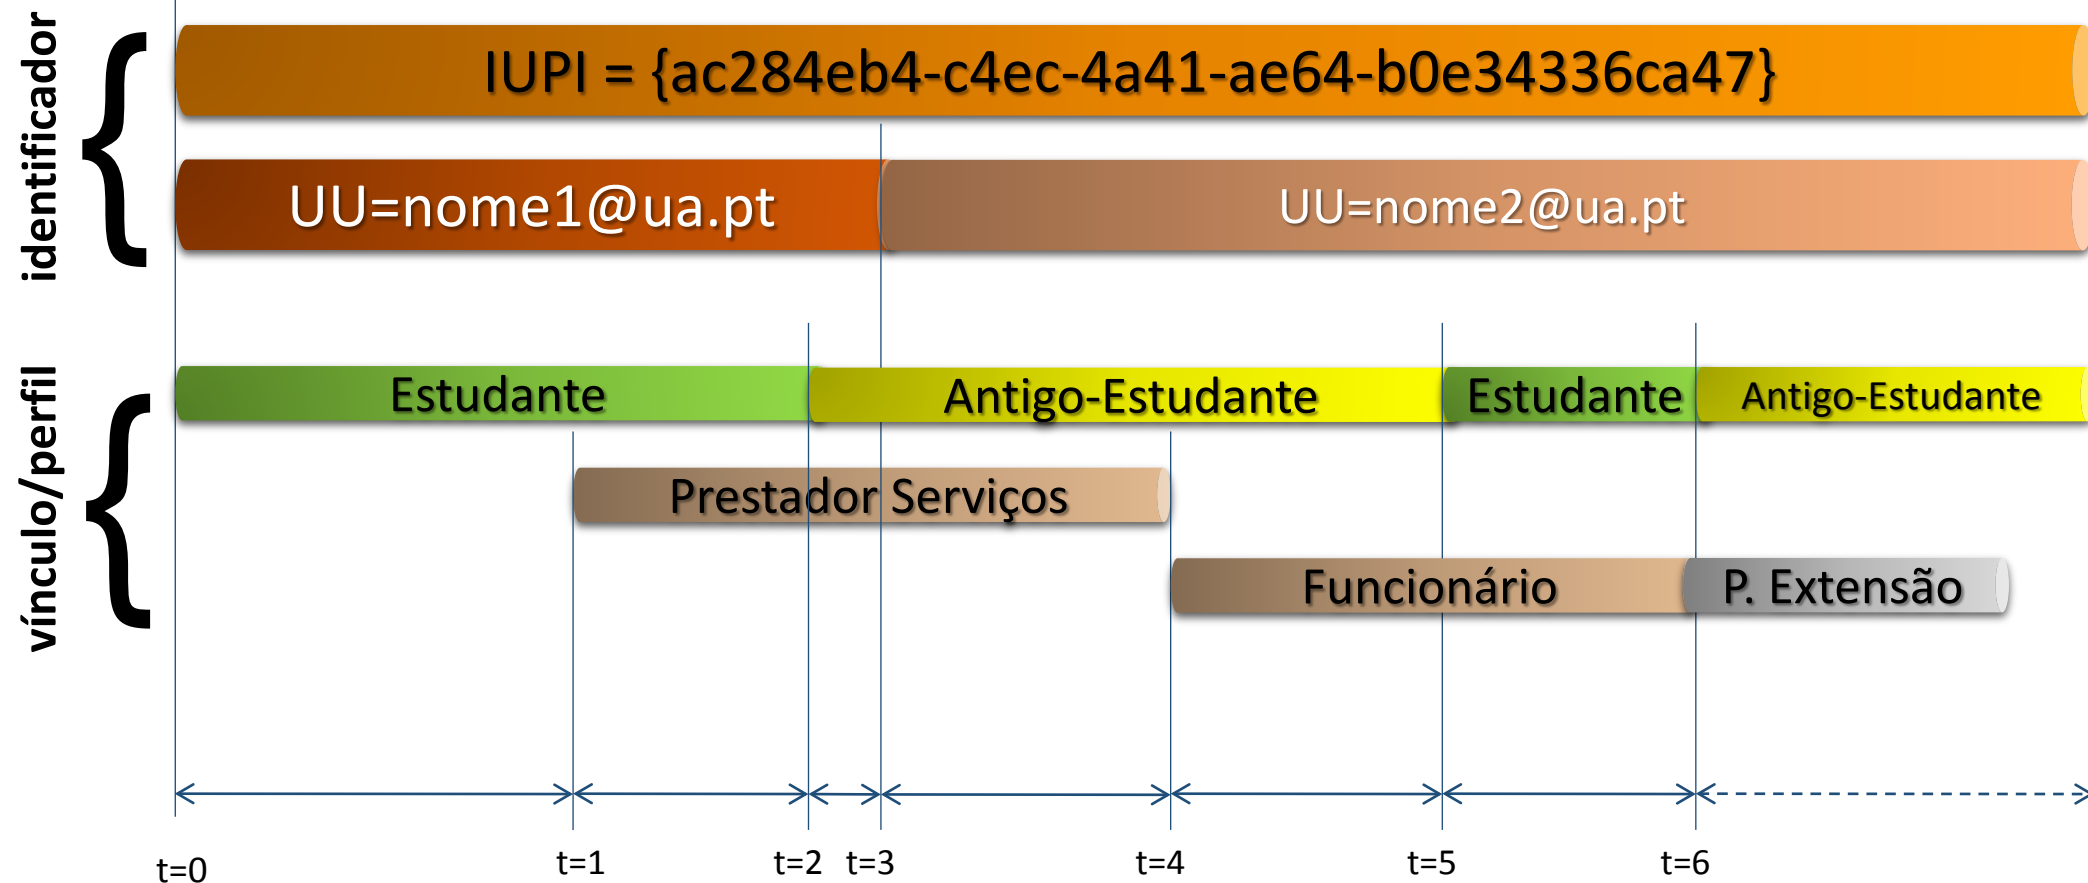 identificador
IUPI = {ac284eb4-c4ec-4a41-ae64-b0e34336ca47}
UU=nome1@ua.pt
UU=nome2@ua.pt
vínculo/perfil
Estudante
Antigo-Estudante
Estudante
Antigo-Estudante
Prestador Serviços
Funcionário
P. Extensão
t=0
t=1
t=2
t=3
t=4
t=5
t=6